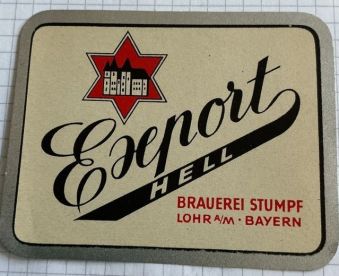 Export
HELL
BRAUEREI STUMPF
LOHR A/M · BAYERN